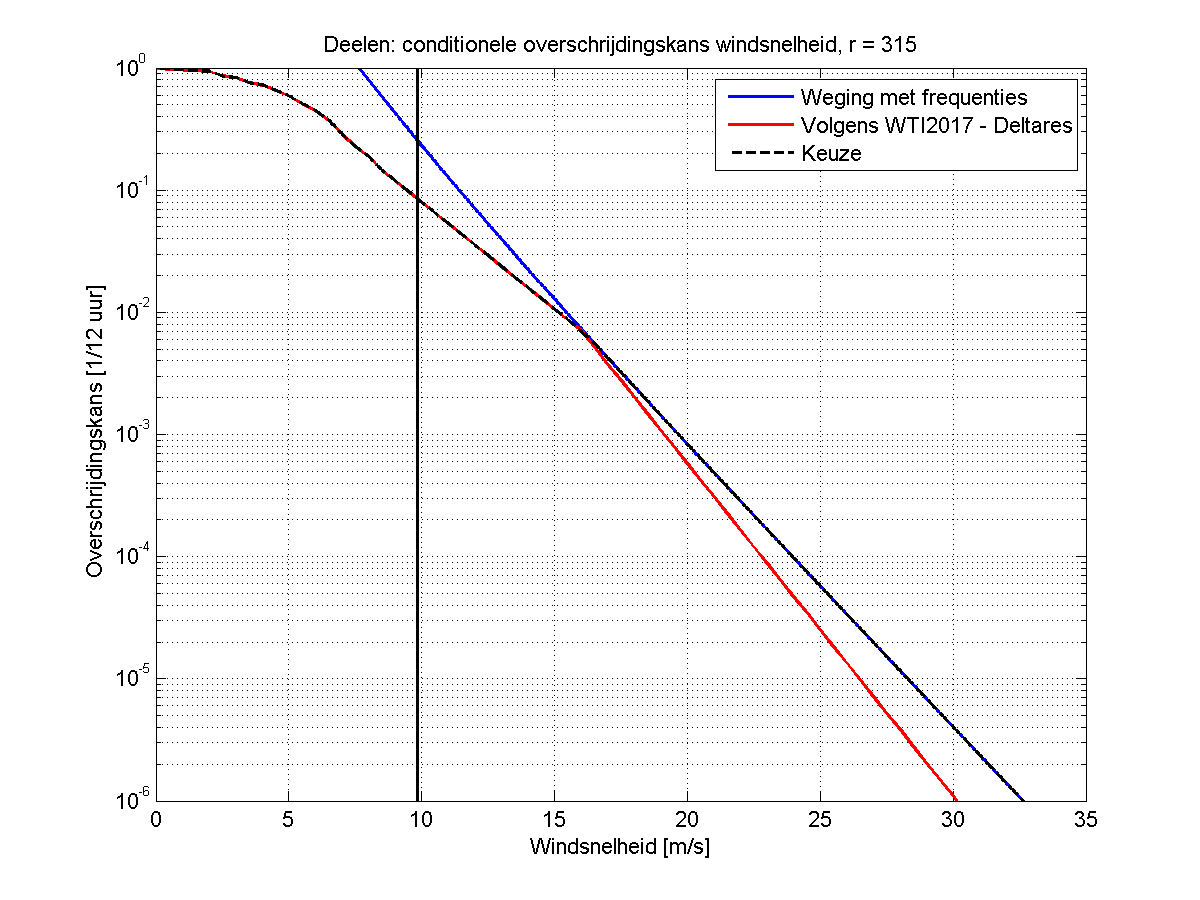 Deelen: conditionele overschrijdingskans windsnelheid, r = 315
Weging met frequenties
Volgens WTI2017 - Deltares
Keuze
Overschrijdingskans [1/12 uur]
10^0
10^-1
10^-2
10^-3
10^-4
10^-5
10^-6
0 5 10 15 20 25 30 35
Windsnelheid [m/s]